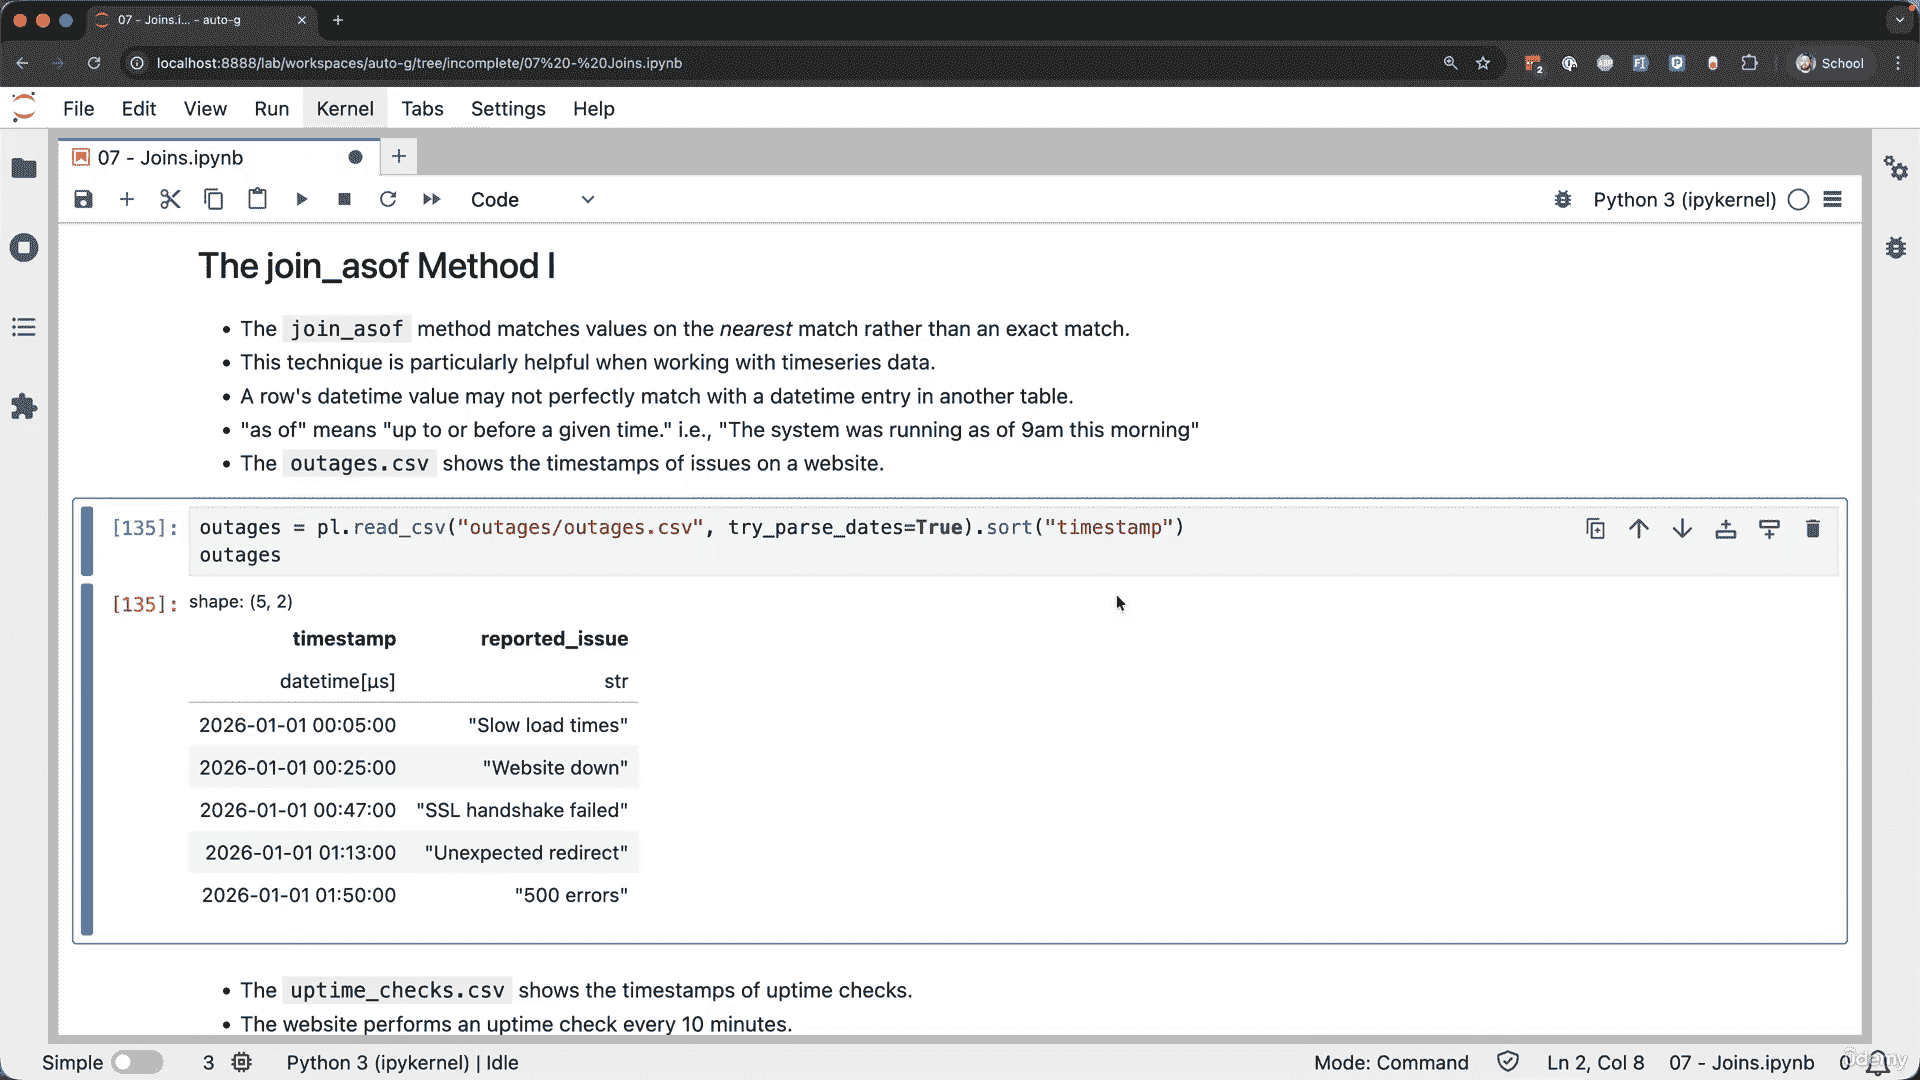 07 - Joins.i... - auto-g
localhost:8888/lab/workspaces/auto-g/tree/incomplete/07%20-%20Joins.ipynb
2
School
File Edit View Run Kernel Tabs Settings Help
07 - Joins.ipynb
Code
Python 3 (ipykernel)
The join_asof Method I
• The join_asof method matches values on the nearest match rather than an exact match.
• This technique is particularly helpful when working with timeseries data.
• A row's datetime value may not perfectly match with a datetime entry in another table.
• "as of" means "up to or before a given time." i.e., "The system was running as of 9am this morning"
• The outages.csv shows the timestamps of issues on a website.
[135]: outages = pl.read_csv("outages/outages.csv", try_parse_dates=True).sort("timestamp")
outages
[135]: shape: (5, 2)
timestamp reported_issue
datetime[μs] str
2026-01-01 00:05:00 "Slow load times"
2026-01-01 00:25:00 "Website down"
2026-01-01 00:47:00 "SSL handshake failed"
2026-01-01 01:13:00 "Unexpected redirect"
2026-01-01 01:50:00 "500 errors"
• The uptime_checks.csv shows the timestamps of uptime checks.
• The website performs an uptime check every 10 minutes.
Simple 3 Python 3 (ipykernel) | Idle Mode: Command Ln 2, Col 8 07 - Joins.ipynb 0
Udemy